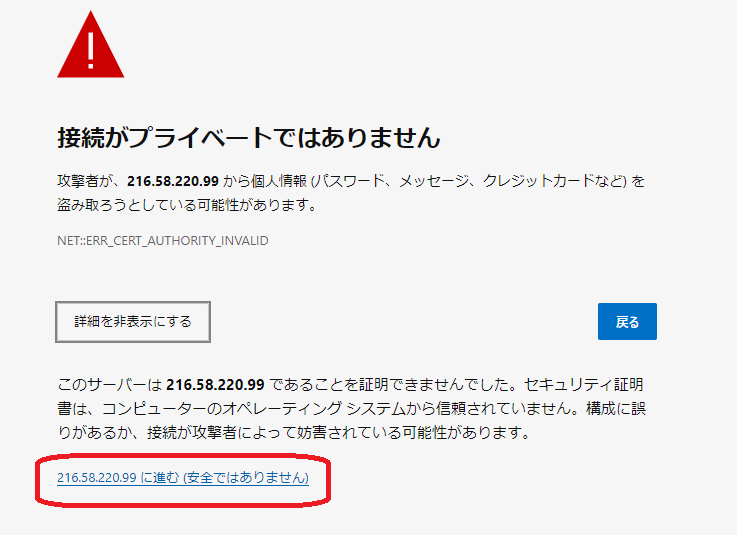 接続がプライベートではありません
攻撃者が、216.58.220.99 から個人情報 (パスワード、メッセージ、クレジットカードなど) を
盗み取ろうとしている可能性があります。
NET::ERR_CERT_AUTHORITY_INVALID
詳細を非表示にする
戻る
このサーバーは 216.58.220.99 であることを証明できませんでした。セキュリティ証明
書は、コンピューターのオペレーティング システムから信頼されていません。構成に誤
りがあるか、接続が攻撃者によって妨害されている可能性があります。
216.58.220.99 に進む (安全ではありません)